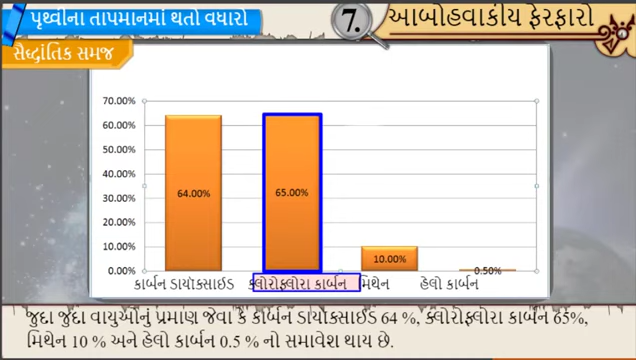 પૃથ્વીના તાપમાનમાં થતો વધારો
7.
આબોહવાકીય ફેરફારો
સૈદ્ધાંતિક સમજ
70.00%
60.00%
50.00%
40.00%
30.00%
20.00%
10.00%
0.00%
64.00%
65.00%
10.00%
0.50%
કાર્બન ડાયૉક્સાઈડ
ક્લોરોફ્લોરા કાર્બન
મિથેન
હેલો કાર્બન
જુદા જુદા વાયુઓનું પ્રમાણ જેવા કે કાર્બન ડાયૉક્સાઈડ 64 %, ક્લોરોફ્લોરા કાર્બન 65%,
મિથેન 10 % અને હેલો કાર્બન 0.5 % નો સમાવેશ થાય છે.